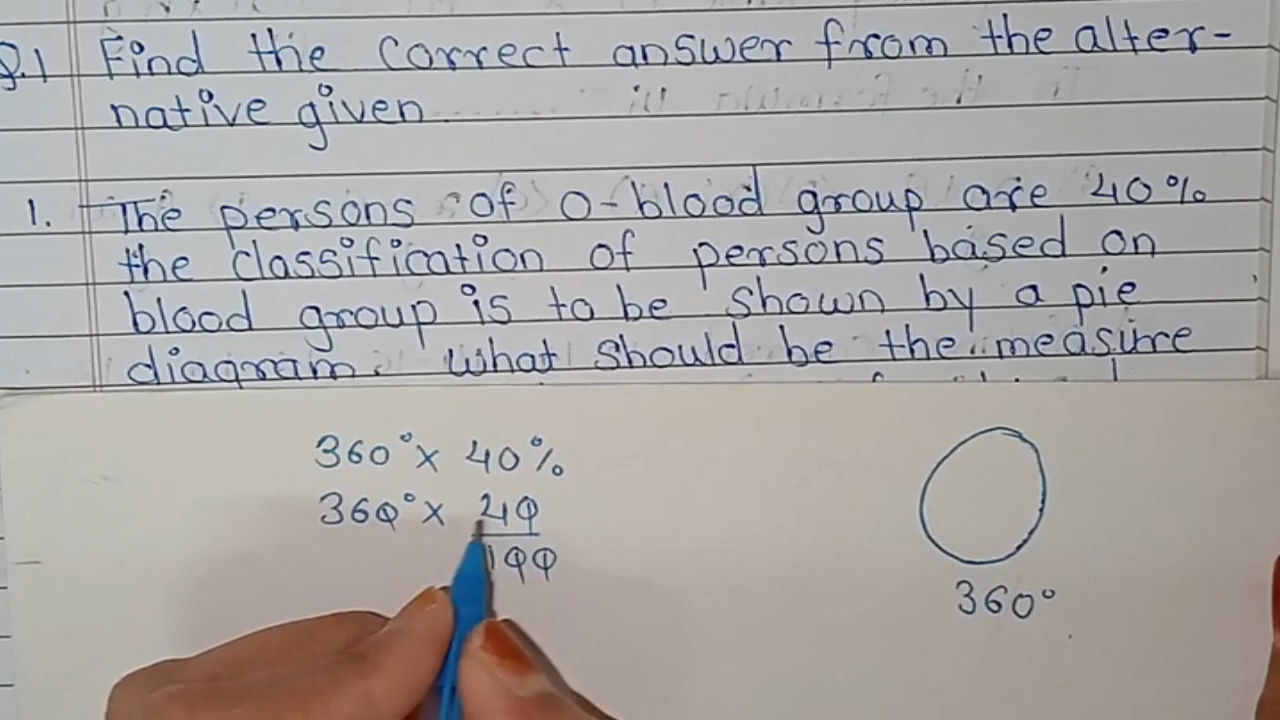 Q.1 Find the correct answer from the alter-
native given
1. The persons of O-blood group are 40%
the classification of persons based on
blood group is to be shown by a pie
diagram. what should be the measure
360° × 40%
360° × 40
100
360°